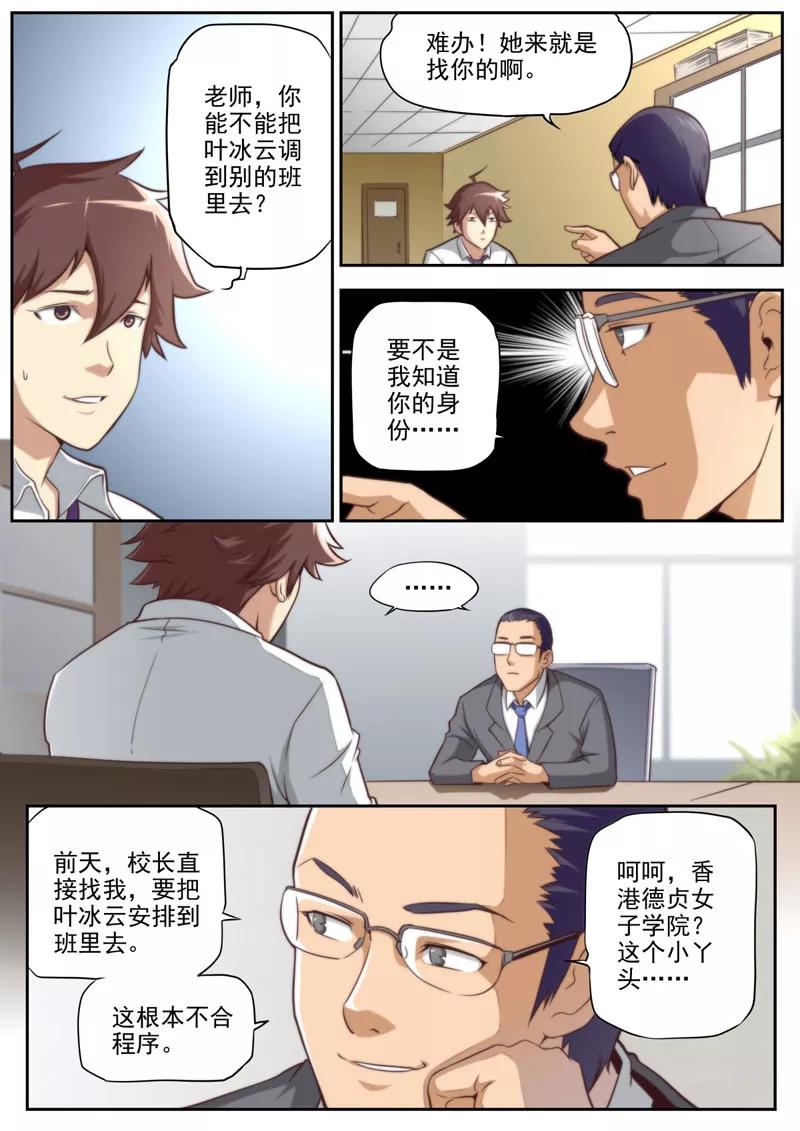 老师，你
能不能把
叶冰云调
到别的班
里去？
难办！她来就是
找你的啊。
要不是
我知道
你的身
份……
……
前天，校长直
接找我，要把
叶冰云安排到
班里去。
这根本不合
程序。
呵呵，香
港德贞女
子学院？
这个小丫
头……